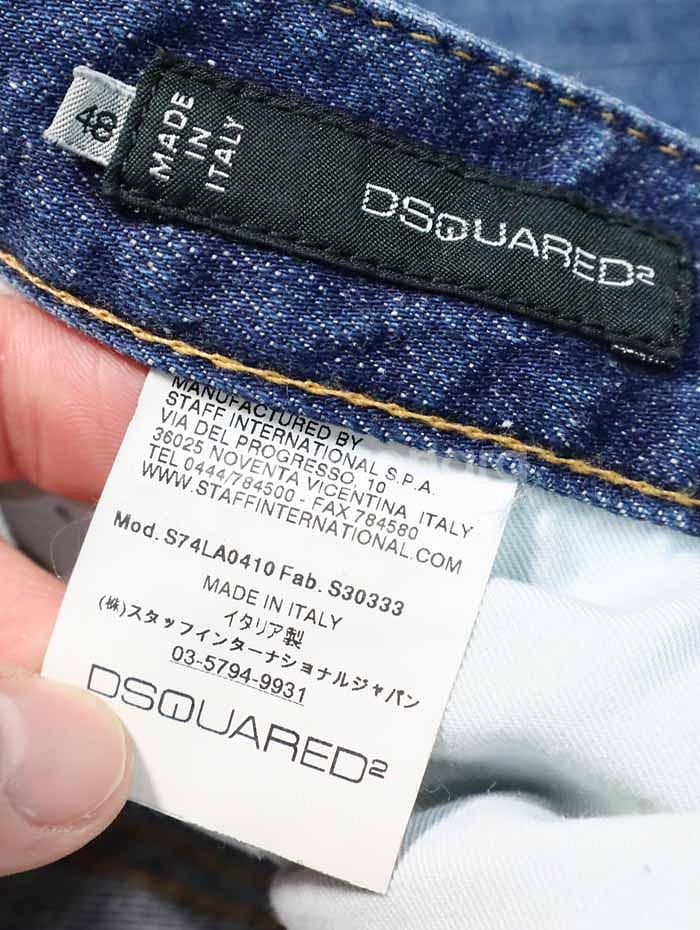 46
MADE
IN
ITALY
DSQUARED²
MANUFACTURED BY
STAFF INTERNATIONAL S.P.A.
VIA DEL PROGRESSO, 10
36025 NOVENTA VICENTINA ITALY
TEL 0444/784500 - FAX 784580
WWW.STAFFINTERNATIONAL.COM
Mod. S74LA0410 Fab. S30333
MADE IN ITALY
イタリア製
(株)スタッフインターナショナルジャパン
03-5794-9931
DSQUARED²